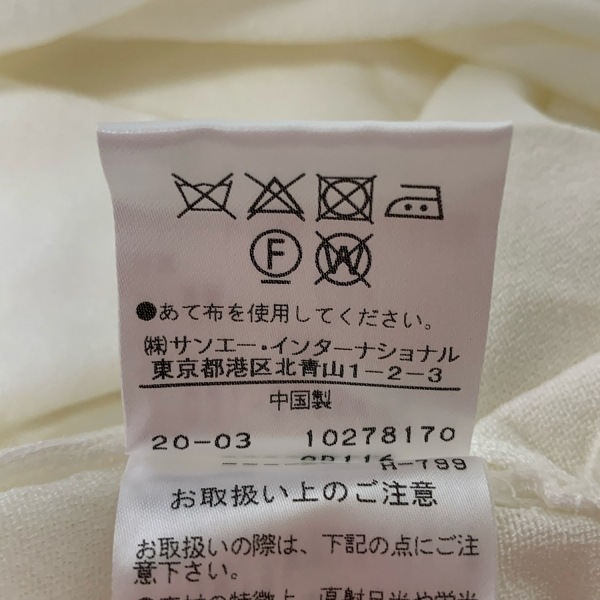 F
W
●あて布を使用してください。
㈱サンエー・インターナショナル
東京都港区北青山1-2-3
中国製
20-03 10278170
お取扱い上のご注意
お取扱いの際は、下記の点にご注
意下さい。